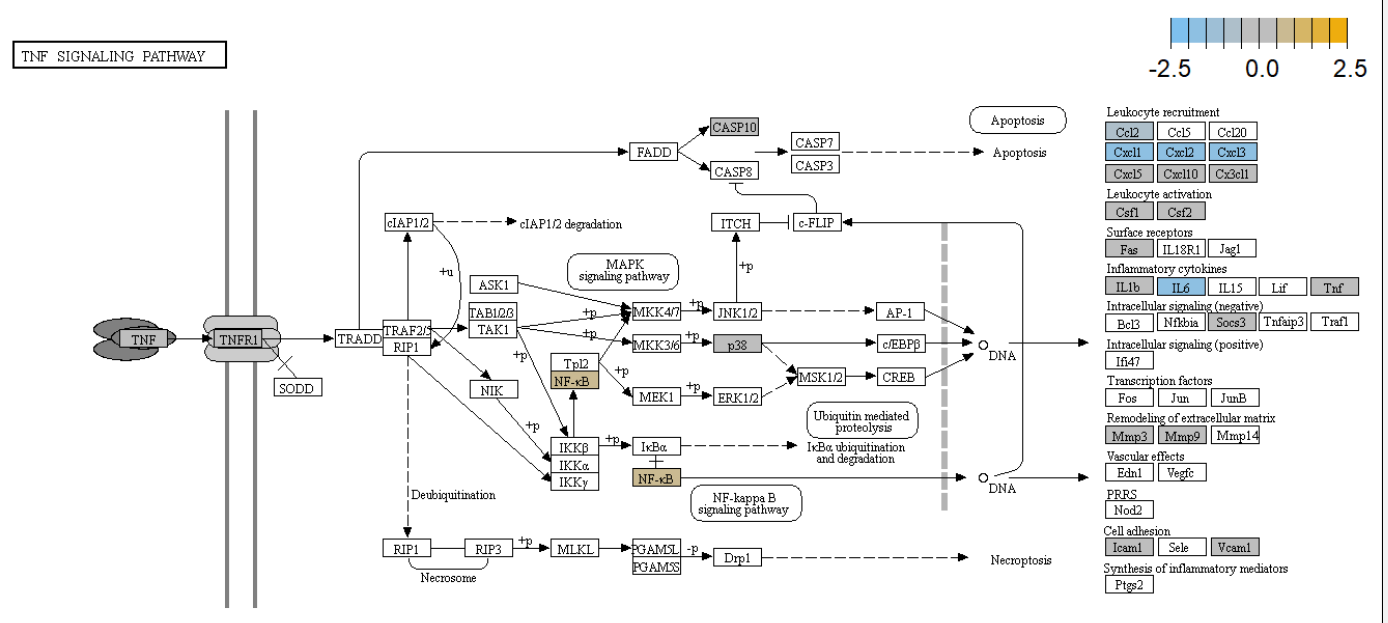 -2.5 0.0 2.5
TNF SIGNALING PATHWAY
Leukocyte recruitment
Ccl2 Ccl5 Ccl20
Cxcl1 Cxcl2 Cxcl3
Cxcl5 Cxcl10 Cx3cl1
Leukocyte activation
Csf1 Csf2
Surface receptors
Fas IL18R1 Jag1
Inflammatory cytokines
IL1b IL6 IL15 Lif Tnf
Intracellular signaling (negative)
Bcl3 Nfkbia Socs3 Tnfaip3 Traf1
Intracellular signaling (positive)
Ifi47
Transcription factors
Fos Jun JunB
Remodeling of extracellular matrix
Mmp3 Mmp9 Mmp14
Vascular effects
Edn1 Vegfc
PRRS
Nod2
Cell adhesion
Icam1 Sele Vcam1
Synthesis of inflammatory mediators
Ptgs2
Apoptosis
CASP10
FADD
CASP7
CASP3
Apoptosis
CASP8
cIAP1/2
cIAP1/2 degradation
ITCH
c-FLIP
+u
MAPK
signaling pathway
+p
ASK1
TAB1/2/3
TAK1
+p
MKK4/7
+p
JNK1/2
AP-1
TNF
TNFR1
SODD
TRADD
TRAF2/5
RIP1
+p
MKK3/6
+p
p38
c/EBPβ
DNA
+p
Tpl2
NF-κB
+p
NIK
MEK1
+p
ERK1/2
MSK1/2
CREB
Ubiquitin mediated
proteolysis
+p
IKKβ
IKKα
IKKγ
+p
IκBα
IκBα ubiquitination
and degradation
NF-κB
DNA
NF-kappa B
signaling pathway
Deubiquitination
RIP1
RIP3
+p
MLKL
PGAM5L
PGAM5S
-p
Drp1
Necroptosis
Necrosome